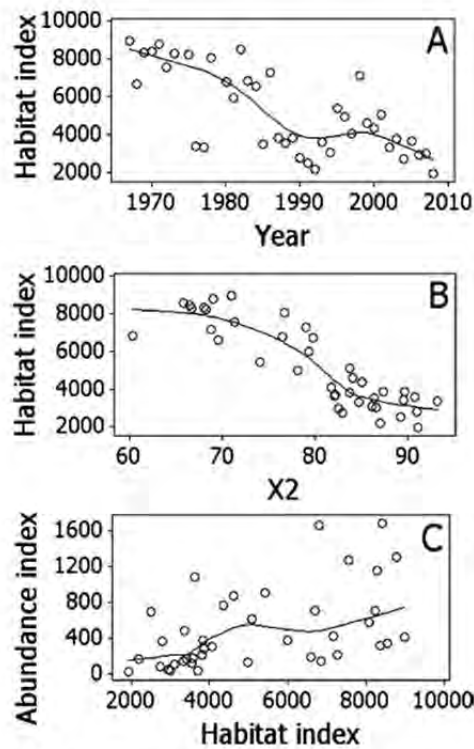 A
Habitat index
10000
8000
6000
4000
2000
1970 1980 1990 2000 2010
Year
B
Habitat index
10000
8000
6000
4000
2000
60 70 80 90
X2
C
Abundance index
1600
1200
800
400
0
2000 4000 6000 8000 10000
Habitat index